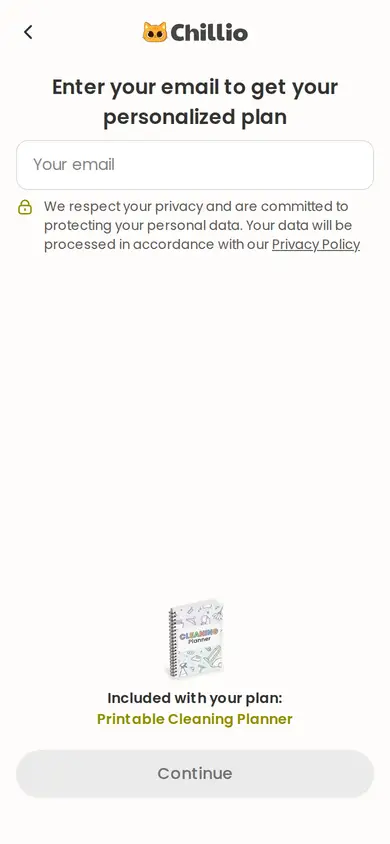 Chillio
Enter your email to get your
personalized plan
Your email
We respect your privacy and are committed to
protecting your personal data. Your data will be
processed in accordance with our Privacy Policy
CLEANING
Planner
Included with your plan:
Printable Cleaning Planner
Continue